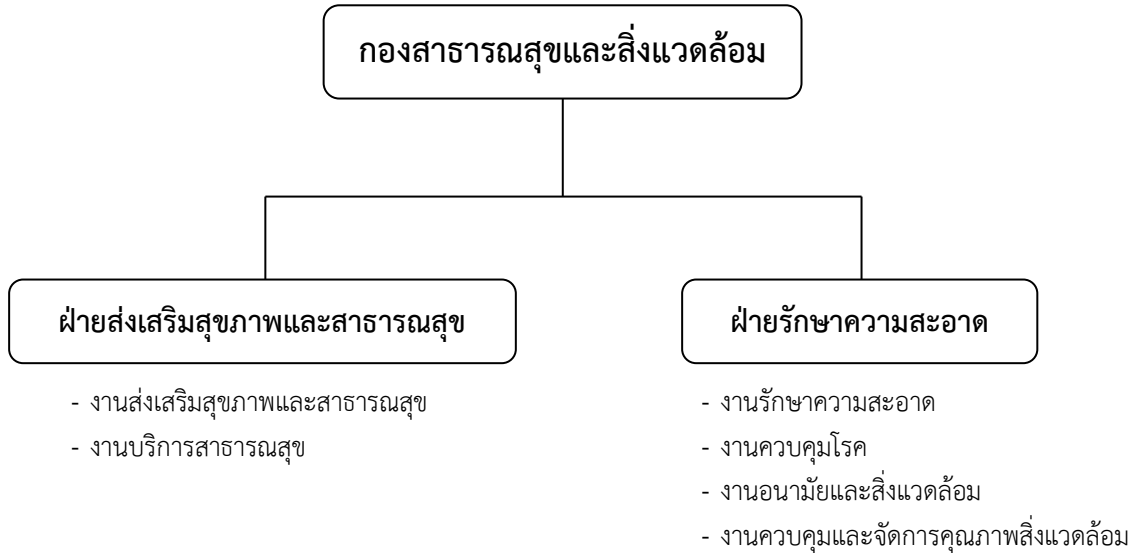 กองสาธารณสุขและสิ่งแวดล้อม
ฝ่ายส่งเสริมสุขภาพและสาธารณสุข
- งานส่งเสริมสุขภาพและสาธารณสุข
- งานบริการสาธารณสุข
ฝ่ายรักษาความสะอาด
- งานรักษาความสะอาด
- งานควบคุมโรค
- งานอนามัยและสิ่งแวดล้อม
- งานควบคุมและจัดการคุณภาพสิ่งแวดล้อม